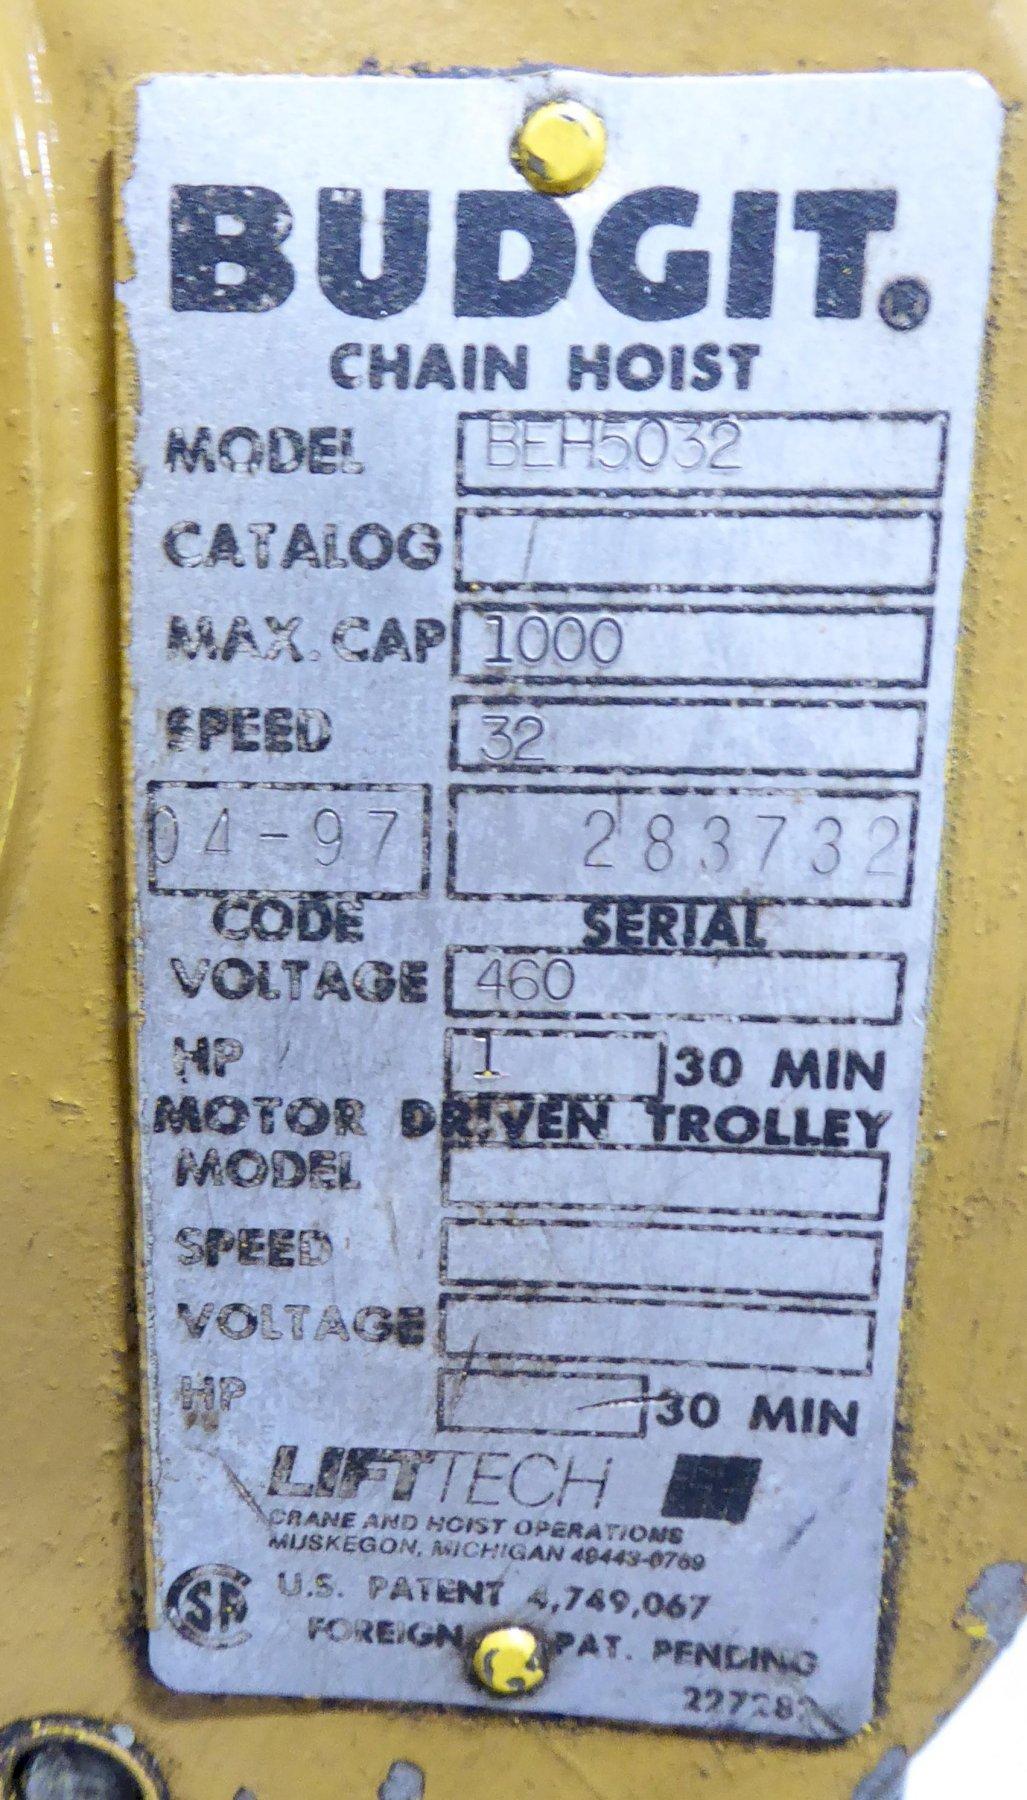 BUDGIT®
CHAIN HOIST
MODEL BEH5032
CATALOG
MAX. CAP 1000
SPEED 32
04-97 283732
CODE SERIAL
VOLTAGE 460
HP 1 30 MIN
MOTOR DRIVEN TROLLEY
MODEL
SPEED
VOLTAGE
HP 30 MIN
LIFTTECH
CRANE AND HOIST OPERATIONS
MUSKEGON, MICHIGAN 49443-0769
U.S. PATENT 4,749,067
FOREIGN PAT. PENDING